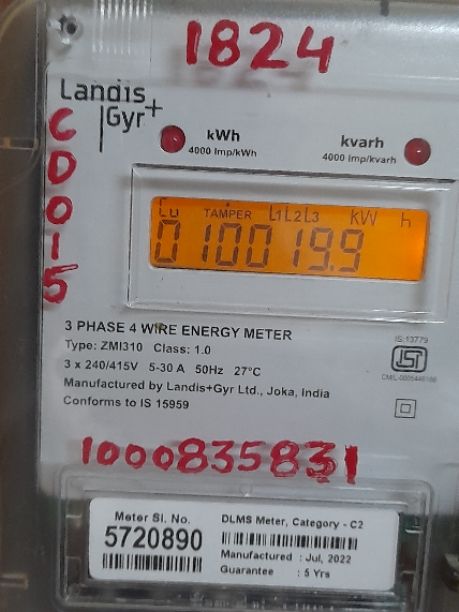 1824
Landis
Gyr+
C
D
0
1
5
kWh
4000 Imp/kWh
kvarh
4000 imp/kvarh
Cu TAMPER L1L2L3 kW h
010019.9
3 PHASE 4 WIRE ENERGY METER
Type: ZMI310 Class: 1.0
3 x 240/415V 5-30 A 50Hz 27°C
Manufactured by Landis+Gyr Ltd., Joka, India
Conforms to IS 15959
IS:13779
ISI
1000835831
Meter Sl. No.
5720890
DLMS Meter, Category - C2
Manufactured : Jul, 2022
Guarantee : 5 Yrs